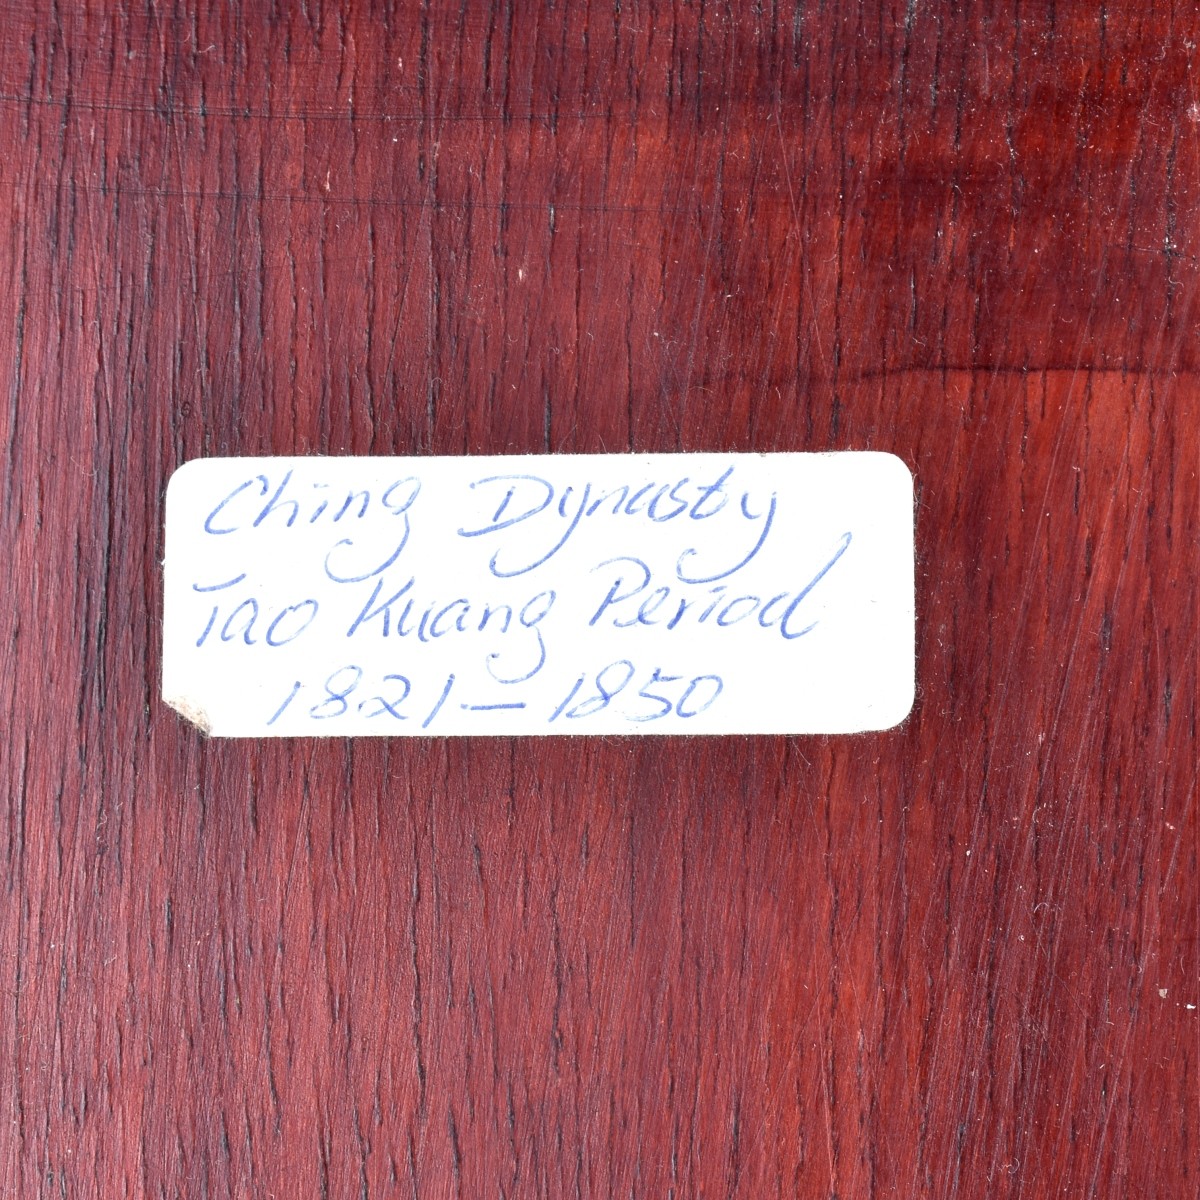 Ching Dynasty
Tao Kuang Period
1821-1850